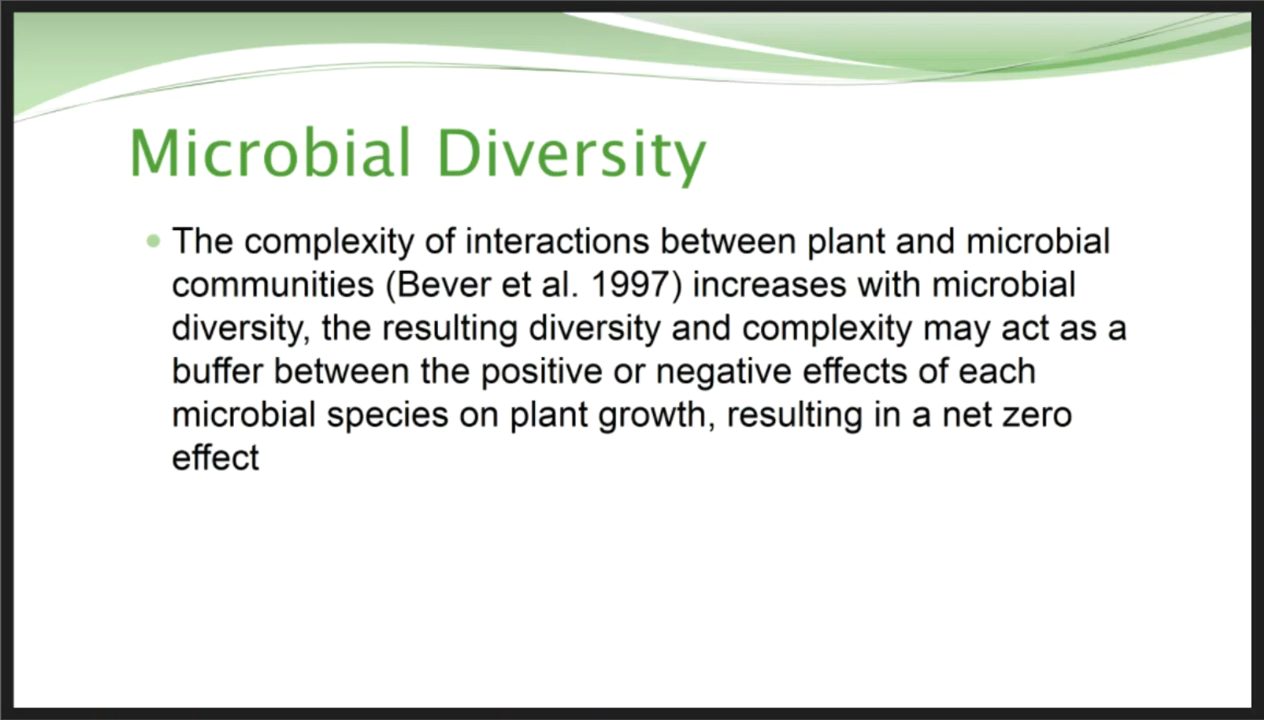 Microbial Diversity
The complexity of interactions between plant and microbial
communities (Bever et al. 1997) increases with microbial
diversity, the resulting diversity and complexity may act as a
buffer between the positive or negative effects of each
microbial species on plant growth, resulting in a net zero
effect